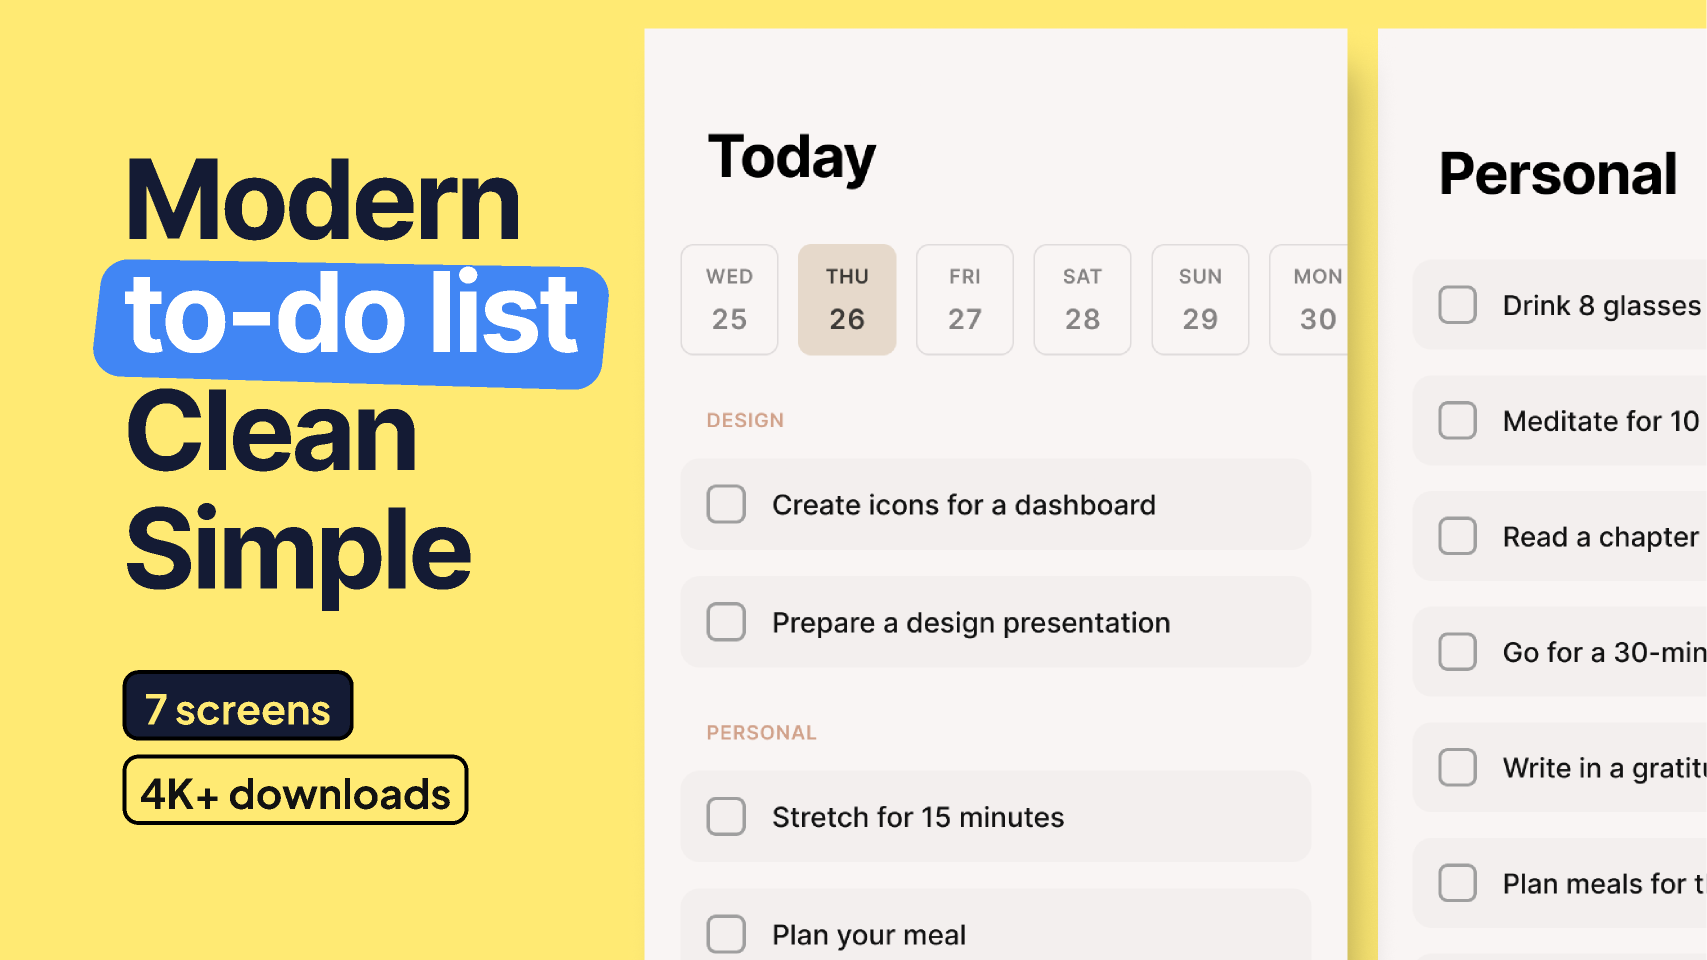 Modern
to-do list
Clean
Simple
7 screens
4K+ downloads
Today
WED THU FRI SAT SUN MON
25 26 27 28 29 30
DESIGN
Create icons for a dashboard
Prepare a design presentation
PERSONAL
Stretch for 15 minutes
Plan your meal
Personal
Drink 8 glasses
Meditate for 10
Read a chapter
Go for a 30-min
Write in a
Plan meals for